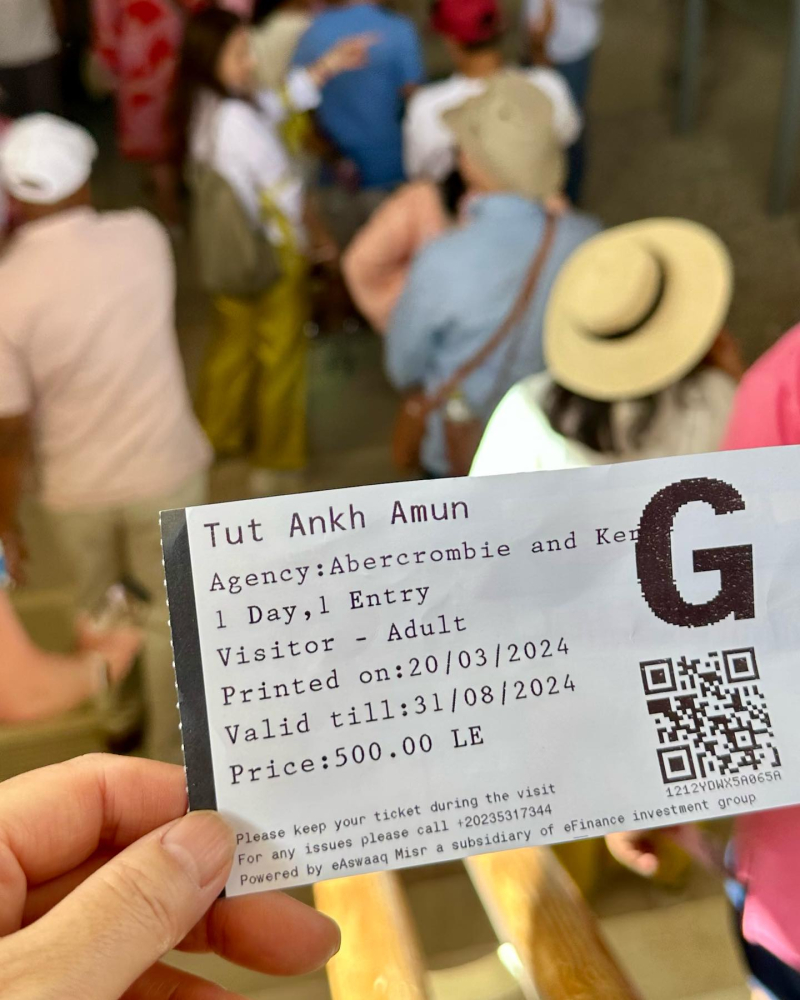 Tut Ankh Amun
Agency:Abercrombie and Ken
G
1 Day,1 Entry
Visitor - Adult
Printed on:20/03/2024
Valid till:31/08/2024
Price:500.00 LE
1212YDWX5A065A
Please keep your ticket during the visit
For any issues please call +20235317344
Powered by eAswaaq Misr a subsidiary of eFinance investment group